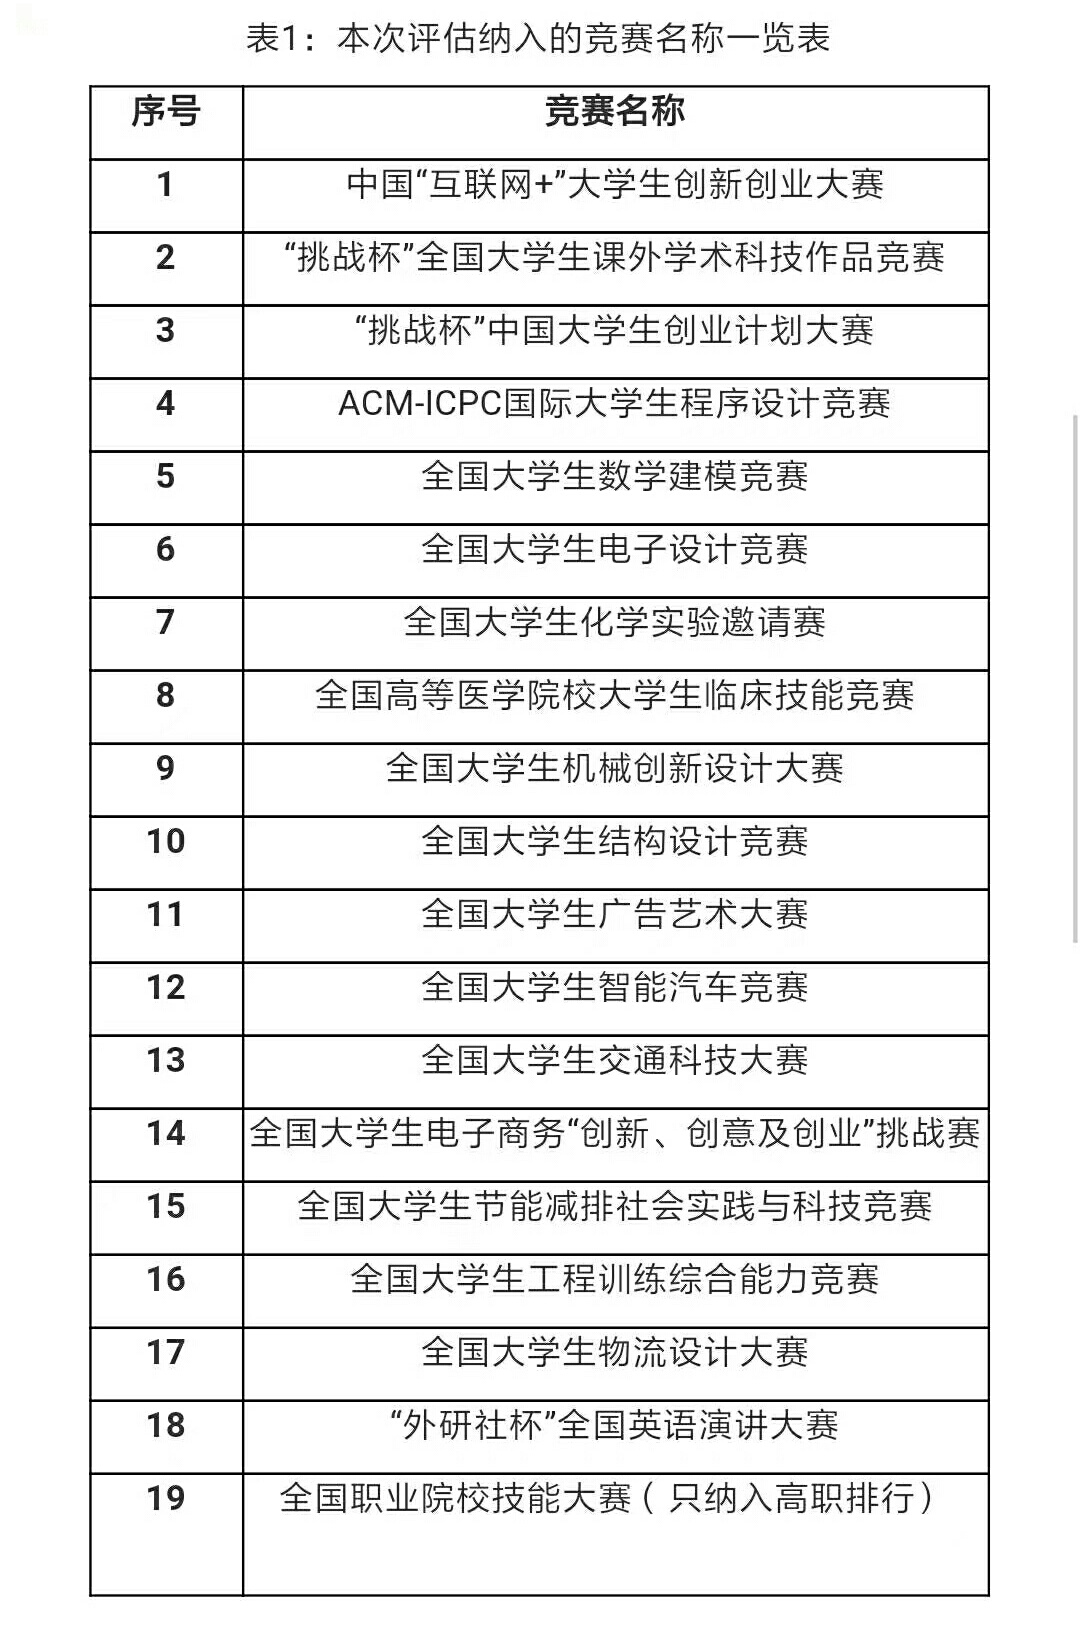 表1：本次评估纳入的竞赛名称一览表
序号 竞赛名称
1 中国“互联网+”大学生创新创业大赛
2 “挑战杯”全国大学生课外学术科技作品竞赛
3 “挑战杯”中国大学生创业计划大赛
4 ACM-ICPC国际大学生程序设计竞赛
5 全国大学生数学建模竞赛
6 全国大学生电子设计竞赛
7 全国大学生化学实验邀请赛
8 全国高等医学院校大学生临床技能竞赛
9 全国大学生机械创新设计大赛
10 全国大学生结构设计竞赛
11 全国大学生广告艺术大赛
12 全国大学生智能汽车竞赛
13 全国大学生交通科技大赛
14 全国大学生电子商务“创新、创意及创业”挑战赛
15 全国大学生节能减排社会实践与科技竞赛
16 全国大学生工程训练综合能力竞赛
17 全国大学生物流设计大赛
18 “外研社杯”全国英语演讲大赛
19 全国职业院校技能大赛（只纳入高职排行）